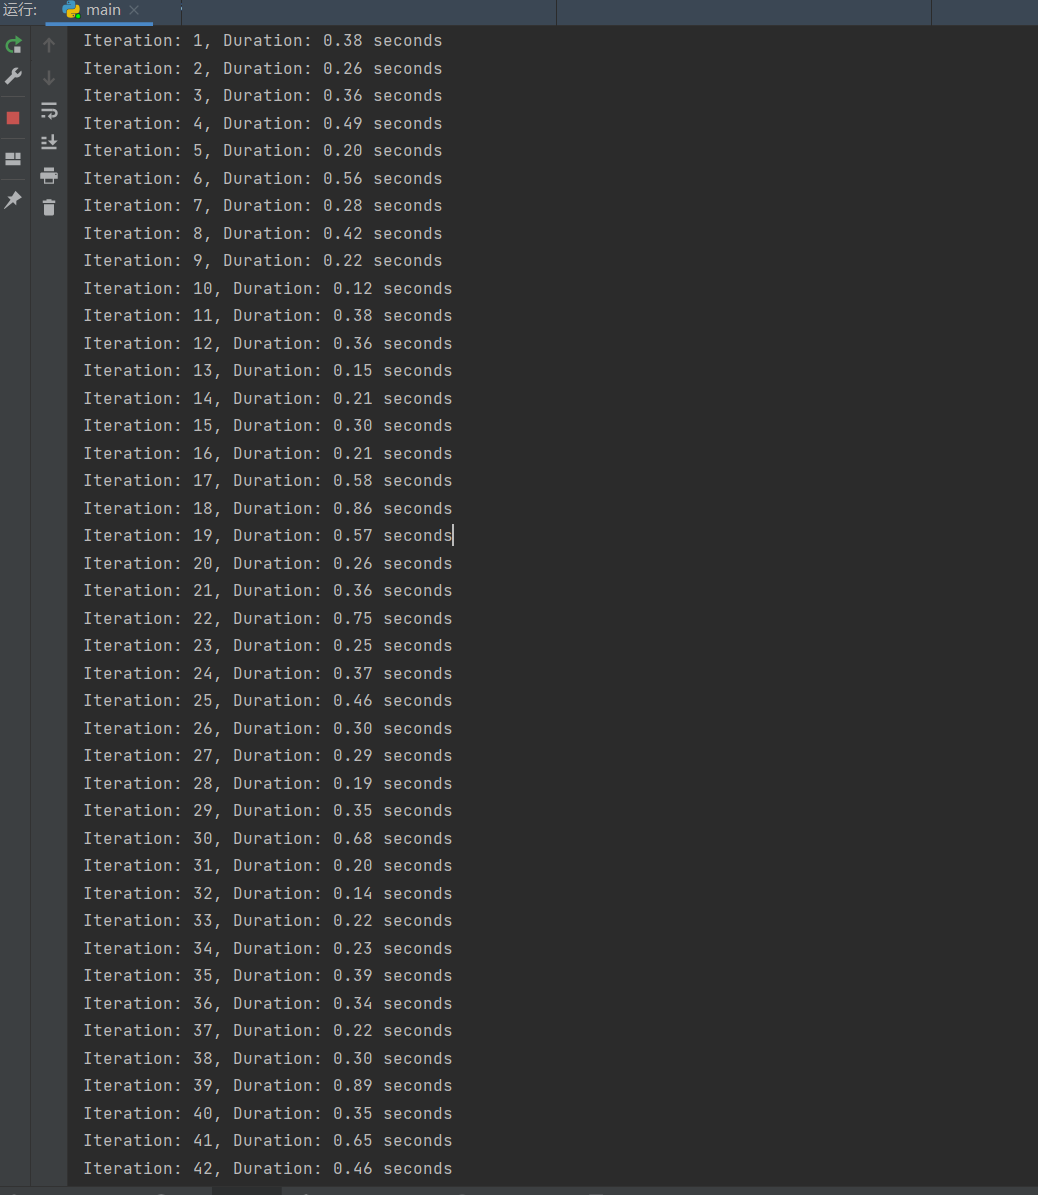 运行: main
Iteration: 1, Duration: 0.38 seconds
Iteration: 2, Duration: 0.26 seconds
Iteration: 3, Duration: 0.36 seconds
Iteration: 4, Duration: 0.49 seconds
Iteration: 5, Duration: 0.20 seconds
Iteration: 6, Duration: 0.56 seconds
Iteration: 7, Duration: 0.28 seconds
Iteration: 8, Duration: 0.42 seconds
Iteration: 9, Duration: 0.22 seconds
Iteration: 10, Duration: 0.12 seconds
Iteration: 11, Duration: 0.38 seconds
Iteration: 12, Duration: 0.36 seconds
Iteration: 13, Duration: 0.15 seconds
Iteration: 14, Duration: 0.21 seconds
Iteration: 15, Duration: 0.30 seconds
Iteration: 16, Duration: 0.21 seconds
Iteration: 17, Duration: 0.58 seconds
Iteration: 18, Duration: 0.86 seconds
Iteration: 19, Duration: 0.57 seconds
Iteration: 20, Duration: 0.26 seconds
Iteration: 21, Duration: 0.36 seconds
Iteration: 22, Duration: 0.75 seconds
Iteration: 23, Duration: 0.25 seconds
Iteration: 24, Duration: 0.37 seconds
Iteration: 25, Duration: 0.46 seconds
Iteration: 26, Duration: 0.30 seconds
Iteration: 27, Duration: 0.29 seconds
Iteration: 28, Duration: 0.19 seconds
Iteration: 29, Duration: 0.35 seconds
Iteration: 30, Duration: 0.68 seconds
Iteration: 31, Duration: 0.20 seconds
Iteration: 32, Duration: 0.14 seconds
Iteration: 33, Duration: 0.22 seconds
Iteration: 34, Duration: 0.23 seconds
Iteration: 35, Duration: 0.39 seconds
Iteration: 36, Duration: 0.34 seconds
Iteration: 37, Duration: 0.22 seconds
Iteration: 38, Duration: 0.30 seconds
Iteration: 39, Duration: 0.89 seconds
Iteration: 40, Duration: 0.35 seconds
Iteration: 41, Duration: 0.65 seconds
Iteration: 42, Duration: 0.46 seconds